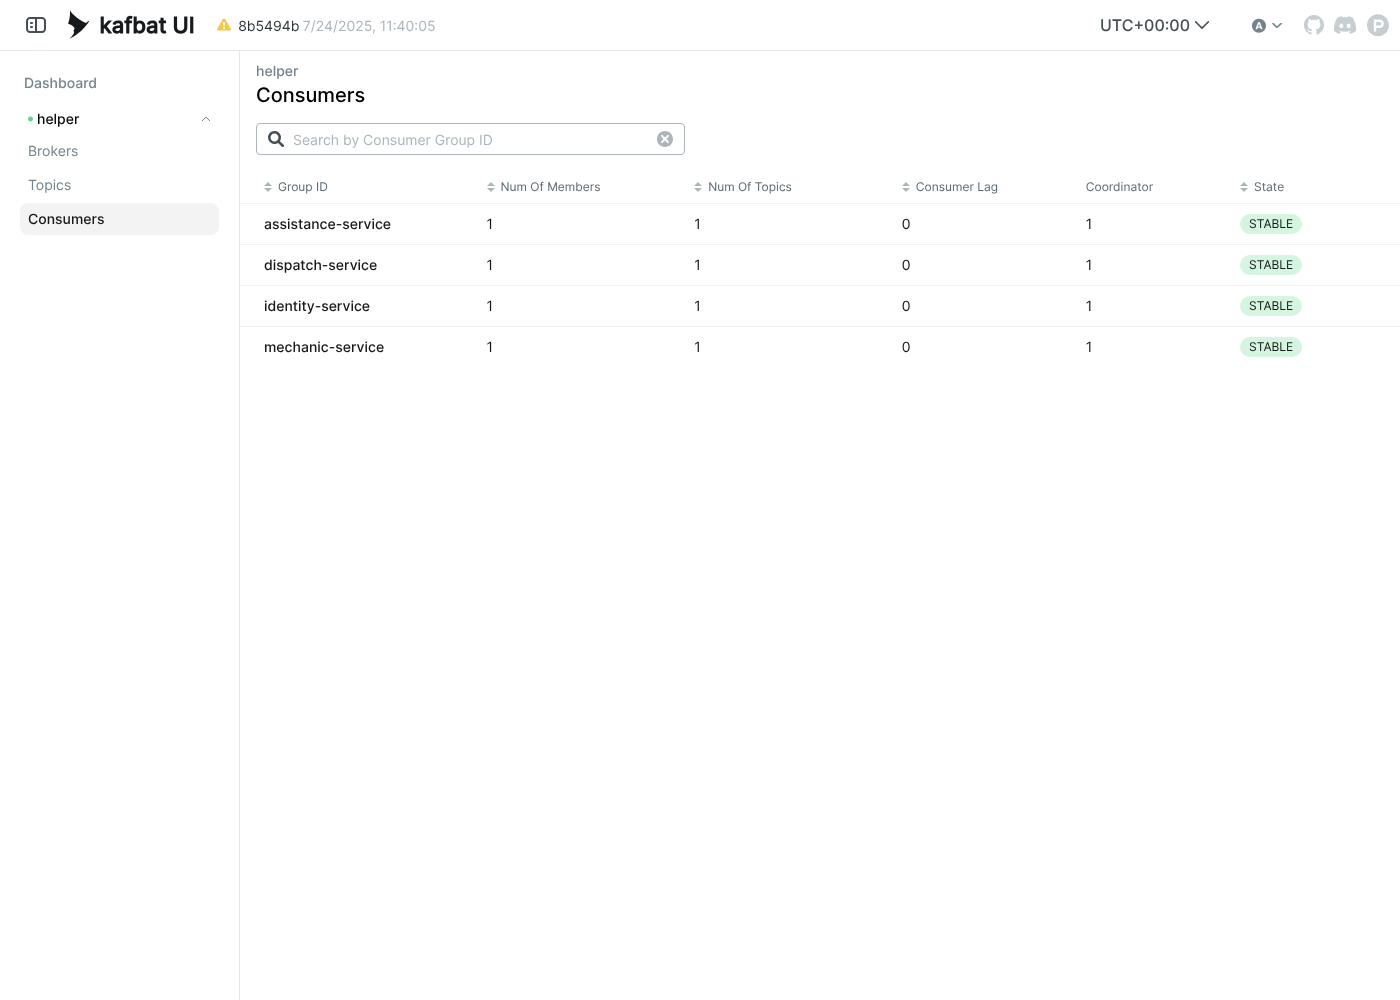 kafbat UI
8b5494b 7/24/2025, 11:40:05
UTC+00:00
A
P
Dashboard
helper
Brokers
Topics
Consumers
helper
Consumers
Search by Consumer Group ID
Group ID Num Of Members Num Of Topics Consumer Lag Coordinator State
assistance-service 1 1 0 1 STABLE
dispatch-service 1 1 0 1 STABLE
identity-service 1 1 0 1 STABLE
mechanic-service 1 1 0 1 STABLE